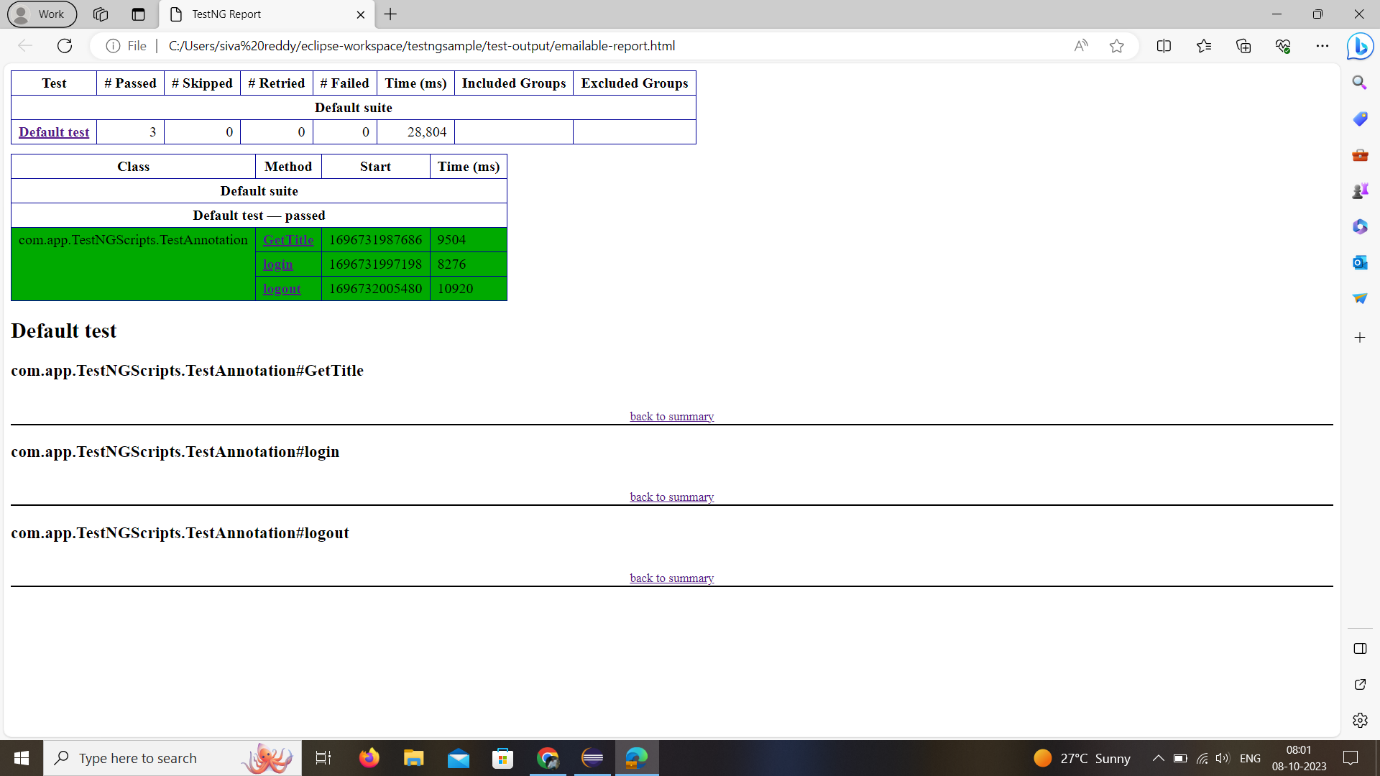 Work
TestNG Report
File
C:/Users/siva%20reddy/eclipse-workspace/testngsample/test-output/emailable-report.html
Test # Passed # Skipped # Retried # Failed Time (ms) Included Groups Excluded Groups
Default suite
Default test 3 0 0 0 28,804
Class Method Start Time (ms)
Default suite
Default test — passed
com.app.TestNGScripts.TestAnnotation GetTitle 1696731987686 9504
login 1696731997198 8276
logout 1696732005480 10920
Default test
com.app.TestNGScripts.TestAnnotation#GetTitle
back to summary
com.app.TestNGScripts.TestAnnotation#login
back to summary
com.app.TestNGScripts.TestAnnotation#logout
back to summary
Type here to search
27°C Sunny
ENG
08:01
08-10-2023